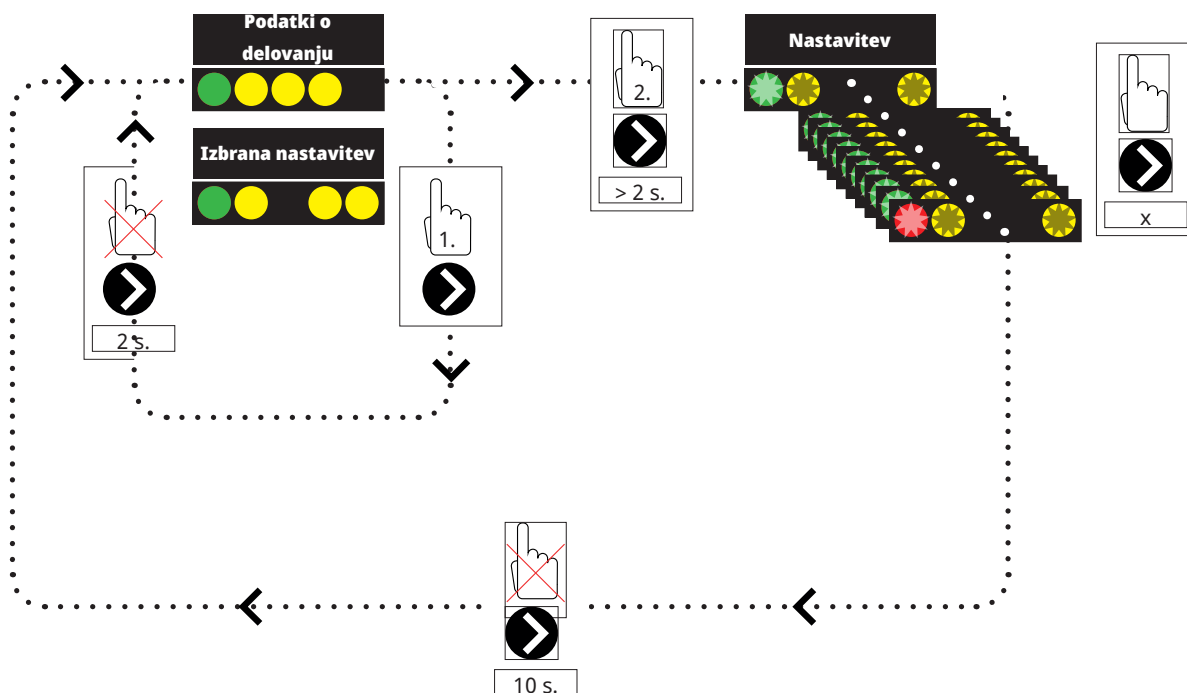 Podatki o
delovanju
Izbrana nastavitev
2 s.
1.
2.
> 2 s.
Nastavitev
x
10 s.